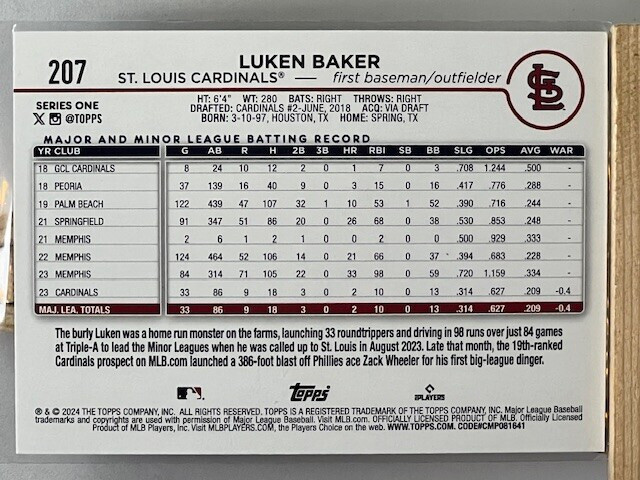 207
LUKEN BAKER
ST. LOUIS CARDINALS® — first baseman/outfielder
StL
SERIES ONE
X @TOPPS
HT: 6'4" WT: 280 BATS: RIGHT THROWS: RIGHT
DRAFTED: CARDINALS #2-JUNE, 2018 ACQ: VIA DRAFT
BORN: 3-10-97, HOUSTON, TX HOME: SPRING, TX
MAJOR AND MINOR LEAGUE BATTING RECORD
YR CLUB G AB R H 2B 3B HR RBI SB BB SLG OPS AVG WAR
18 GCL CARDINALS 8 24 10 12 2 0 1 7 0 3 .708 1.244 .500 -
18 PEORIA 37 139 16 40 9 0 3 15 0 16 .417 .776 .288 -
19 PALM BEACH 122 439 47 107 32 1 10 53 1 52 .390 .716 .244 -
21 SPRINGFIELD 91 347 51 86 20 0 26 68 0 38 .530 .853 .248 -
21 MEMPHIS 2 6 1 2 1 0 0 0 0 2 .500 .929 .333 -
22 MEMPHIS 124 464 52 106 14 0 21 66 0 37 .394 .683 .228 -
23 MEMPHIS 84 314 71 105 22 0 33 98 0 59 .720 1.159 .334 -
23 CARDINALS 33 86 9 18 3 0 2 10 0 13 .314 .627 .209 -0.4
MAJ. LEA. TOTALS 33 86 9 18 3 0 2 10 0 13 .314 .627 .209 -0.4
The burly Luken was a home run monster on the farms, launching 33 roundtrippers and driving in 98 runs over just 84 games
at Triple-A to lead the Minor Leagues when he was called up to St. Louis in August 2023. Late that month, the 19th-ranked
Cardinals prospect on MLB.com launched a 386-foot blast off Phillies ace Zack Wheeler for his first big-league dinger.
topps
PLAYERS
® & © 2024 THE TOPPS COMPANY, INC. ALL RIGHTS RESERVED. TOPPS IS A REGISTERED TRADEMARK OF THE TOPPS COMPANY, INC. Major League Baseball
trademarks and copyrights are used with permission of Major League Baseball. Visit MLB.com. OFFICIALLY LICENSED PRODUCT OF MLB. Officially Licensed
Product of MLB Players, Inc. Visit MLBPLAYERS.COM, the Players Choice on the web. WWW.TOPPS.COM. CODE#CMP081641